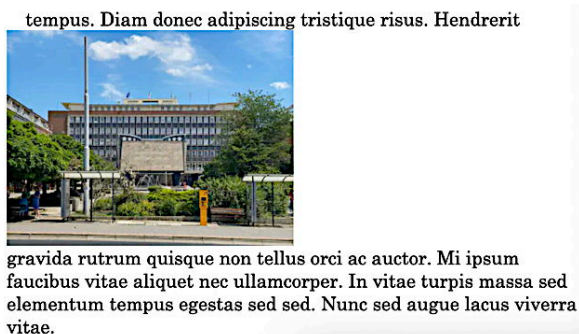 tempus. Diam donec adipiscing tristique risus. Hendrerit
gravida rutrum quisque non tellus orci ac auctor. Mi ipsum
faucibus vitae aliquet nec ullamcorper. In vitae turpis massa sed
elementum tempus egestas sed sed. Nunc sed augue lacus viverra
vitae.